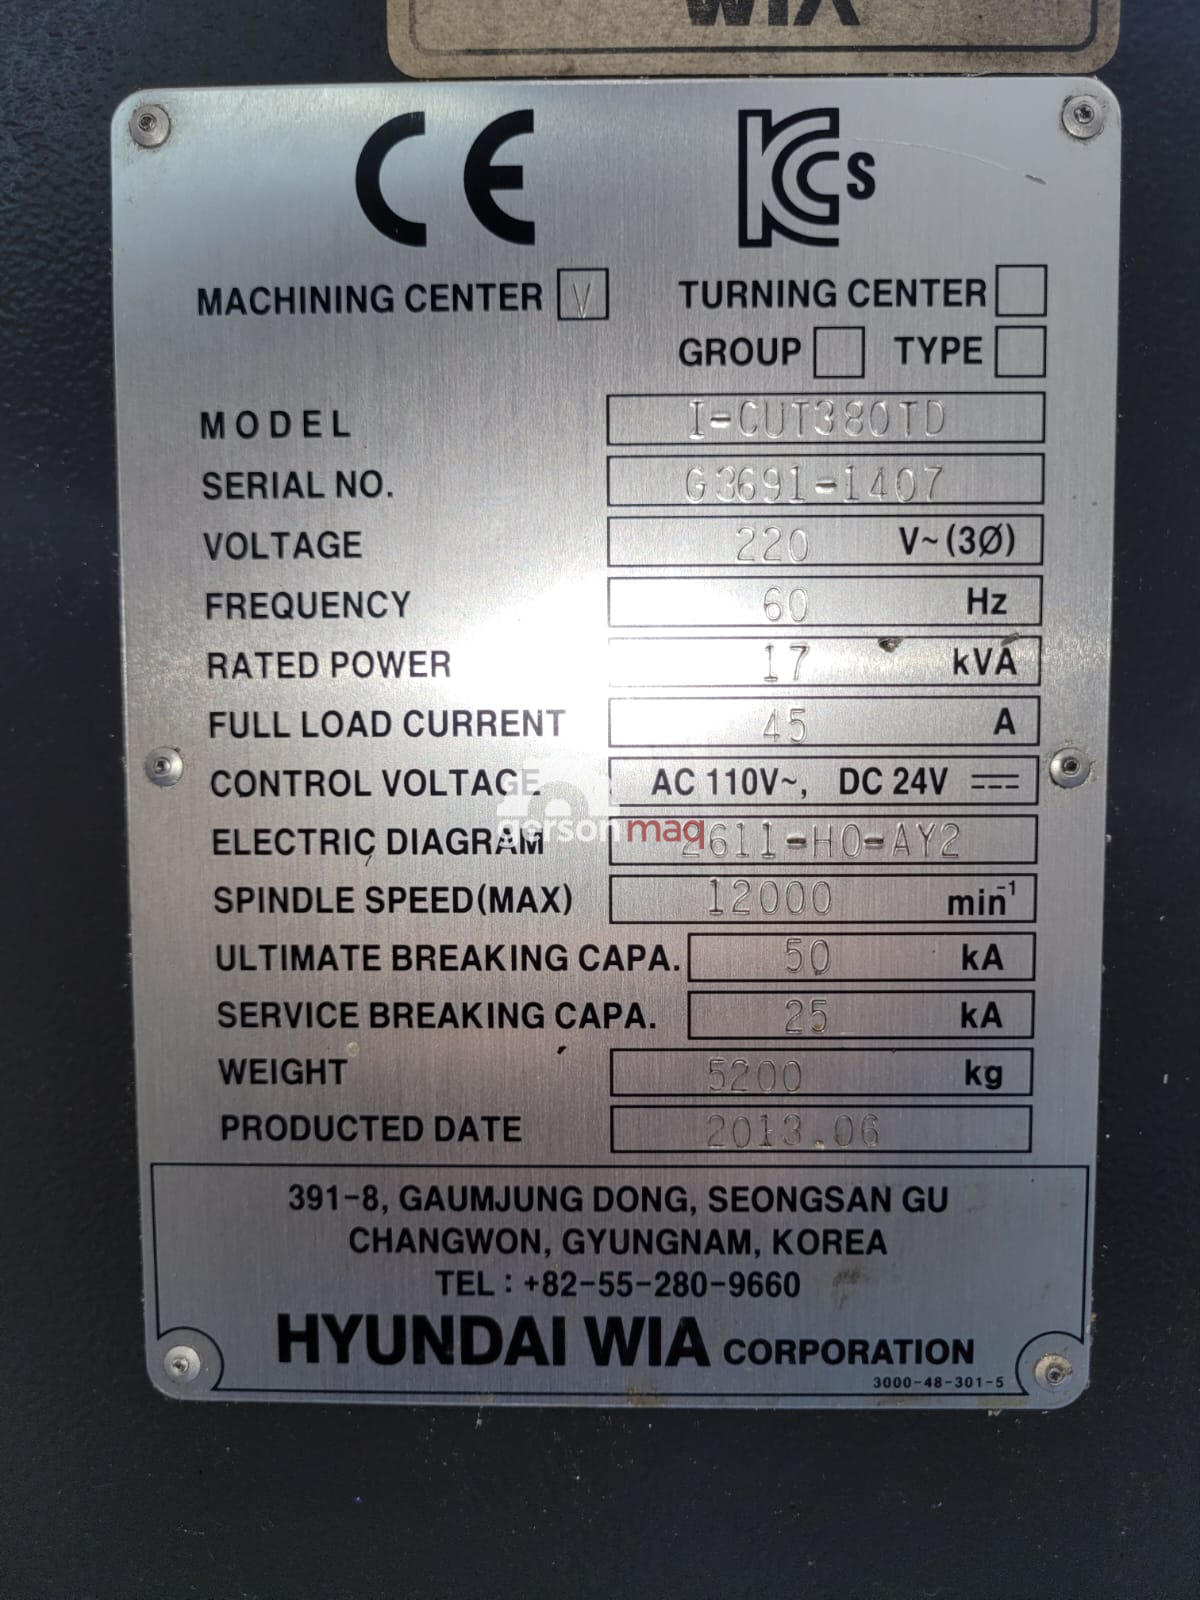 WIA
CE KCs
MACHINING CENTER V TURNING CENTER
GROUP TYPE
MODEL I-CUT380TD
SERIAL NO. G3691-1407
VOLTAGE 220 V~(3Ø)
FREQUENCY 60 Hz
RATED POWER 17 kVA
FULL LOAD CURRENT 45 A
CONTROL VOLTAGE AC 110V~, DC 24V
gersonmaq
ELECTRIC DIAGRAM 2611-H0-AY2
SPINDLE SPEED(MAX) 12000 min⁻¹
ULTIMATE BREAKING CAPA. 50 kA
SERVICE BREAKING CAPA. 25 kA
WEIGHT 5200 kg
PRODUCTED DATE 2013.06
391-8, GAUMJUNG DONG, SEONGSAN GU
CHANGWON, GYUNGNAM, KOREA
TEL : +82-55-280-9660
HYUNDAI WIA CORPORATION
3000-48-301-5